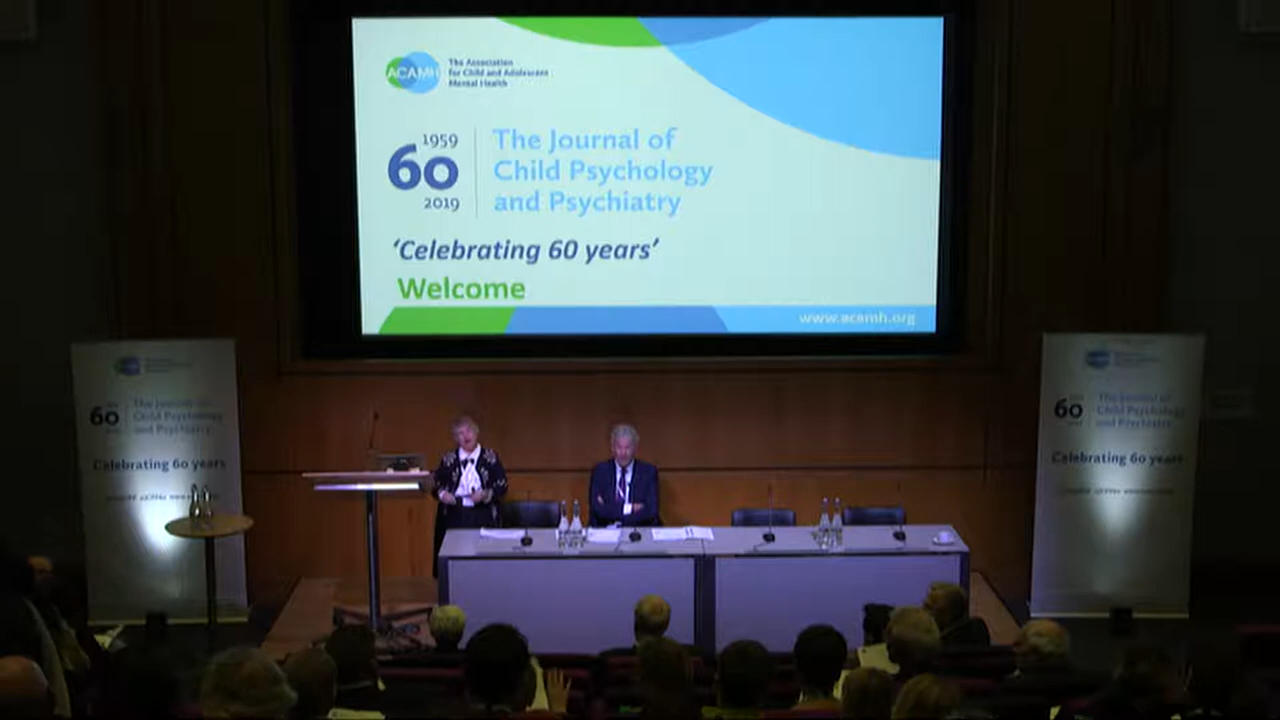 ACAMH
The Association
for Child and Adolescent
Mental Health
1959
60
2019
The Journal of
Child Psychology
and Psychiatry
‘Celebrating 60 years’
Welcome
www.acamh.org
60
The Journal of
Child Psychology
and Psychiatry
Celebrating 60 years
60
The Journal of
Child Psychology
and Psychiatry
Celebrating 60 years